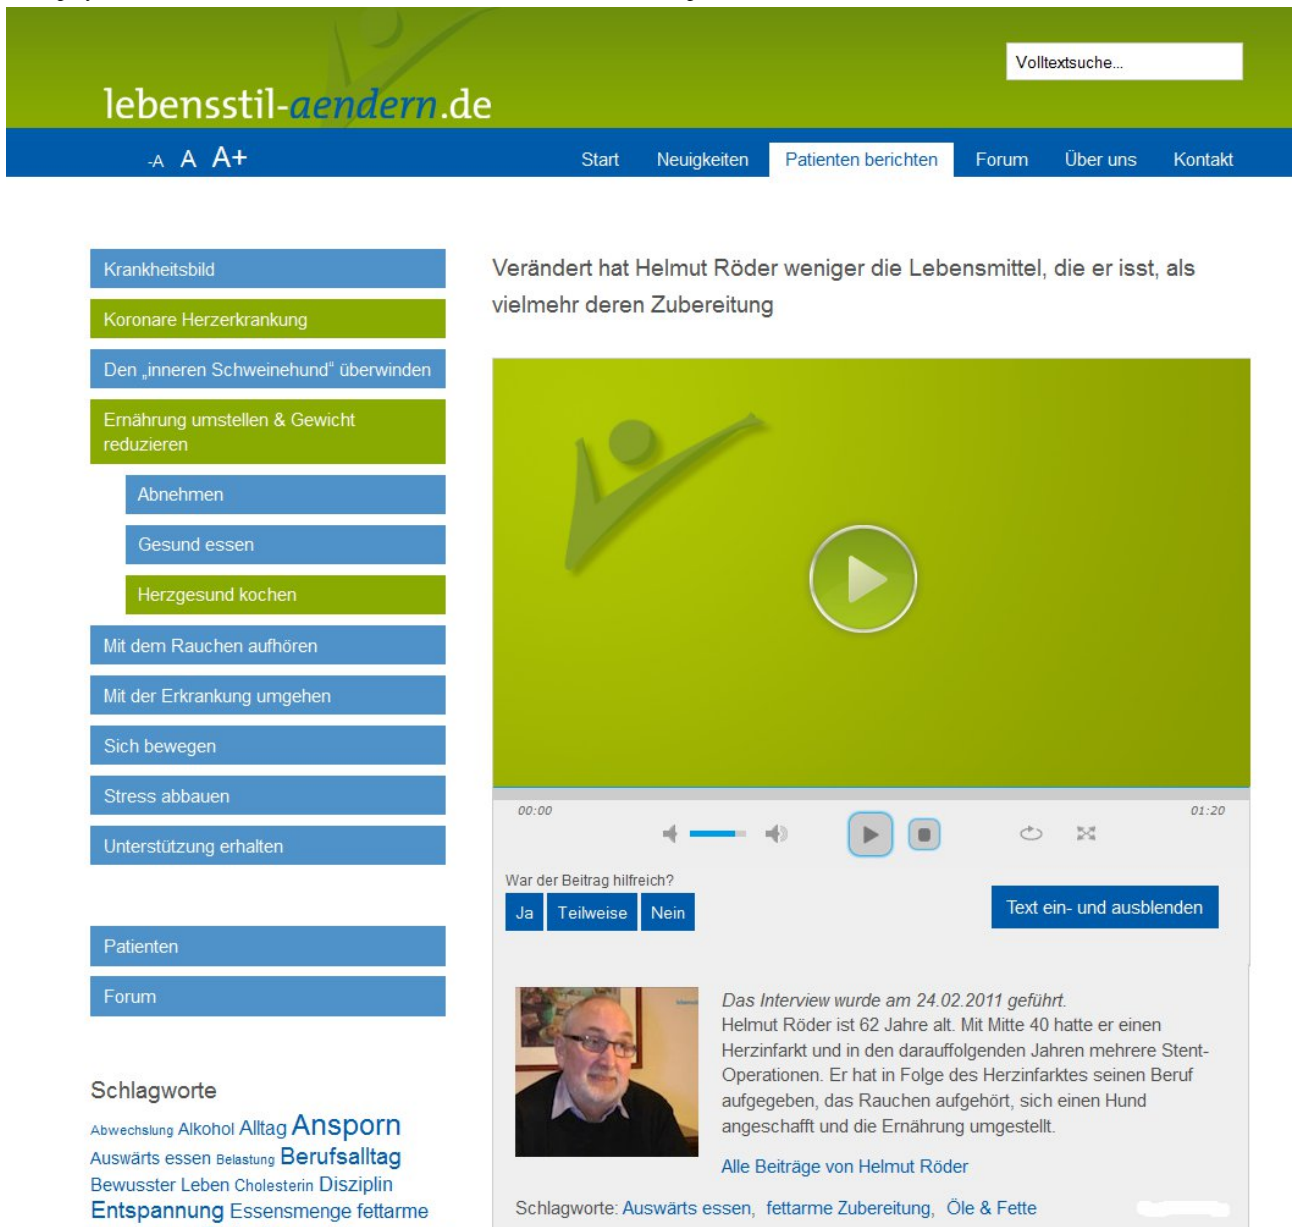 Volltextsuche...
lebensstil-aendern.de
-A A A+
Start Neuigkeiten Patienten berichten Forum Über uns Kontakt
Krankheitsbild
Koronare Herzerkrankung
Den „inneren Schweinehund“ überwinden
Ernährung umstellen & Gewicht
reduzieren
Abnehmen
Gesund essen
Herzgesund kochen
Mit dem Rauchen aufhören
Mit der Erkrankung umgehen
Sich bewegen
Stress abbauen
Unterstützung erhalten
Patienten
Forum
Schlagworte
Abwechslung Alkohol Alltag Ansporn
Auswärts essen Belastung Berufsalltag
Bewusster Leben Cholesterin Disziplin
Entspannung Essensmenge fettarme
Verändert hat Helmut Röder weniger die Lebensmittel, die er isst, als
vielmehr deren Zubereitung
00:00 01:20
War der Beitrag hilfreich?
Ja Teilweise Nein
Text ein- und ausblenden
Das Interview wurde am 24.02.2011 geführt.
Helmut Röder ist 62 Jahre alt. Mit Mitte 40 hatte er einen
Herzinfarkt und in den darauffolgenden Jahren mehrere Stent-
Operationen. Er hat in Folge des Herzinfarktes seinen Beruf
aufgegeben, das Rauchen aufgehört, sich einen Hund
angeschafft und die Ernährung umgestellt.
Alle Beiträge von Helmut Röder
Schlagworte: Auswärts essen, fettarme Zubereitung, Öle & Fette